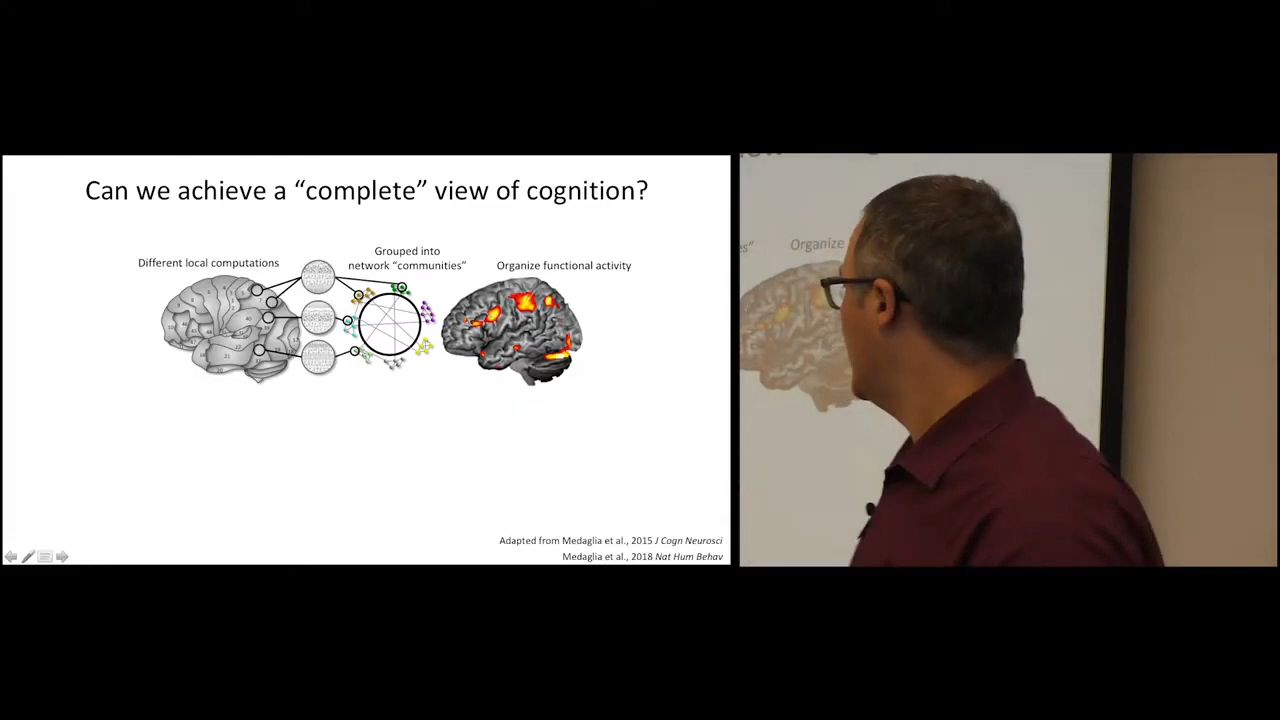 Can we achieve a “complete” view of cognition?
Different local computations
Grouped into
network “communities”
Organize functional activity
Adapted from Medaglia et al., 2015 J Cogn Neurosci
Medaglia et al., 2018 Nat Hum Behav
Organize